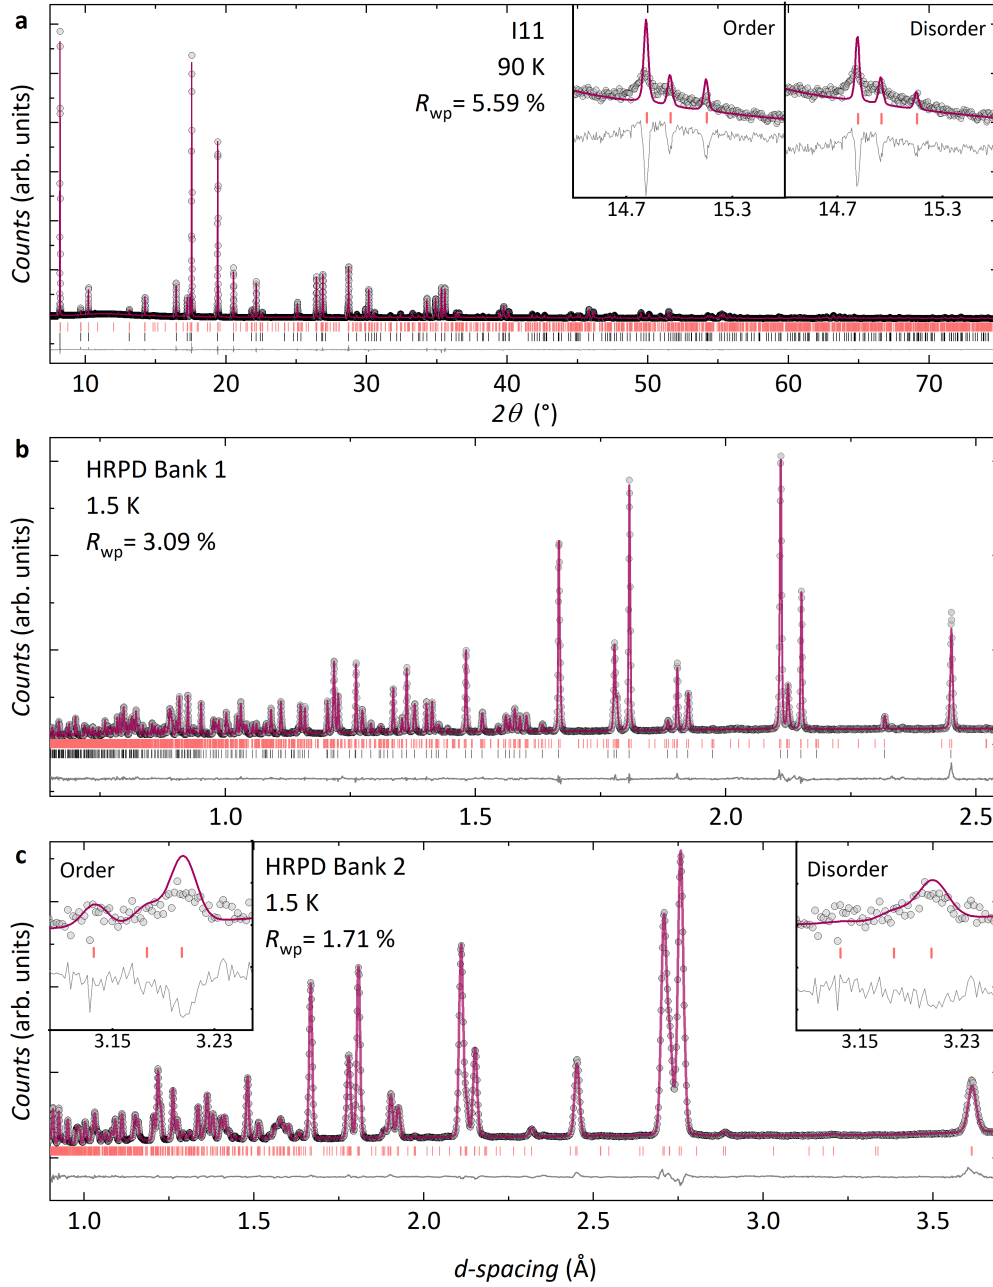 a
I11
90 K
Rwp= 5.59 %
Order
Disorder
14.7 15.3
14.7 15.3
Counts (arb. units)
10 20 30 40 50 60 70
2θ (°)
b
HRPD Bank 1
1.5 K
Rwp= 3.09 %
Counts (arb. units)
1.0 1.5 2.0 2.5
c
Order
3.15 3.23
HRPD Bank 2
1.5 K
Rwp= 1.71 %
Disorder
3.15 3.23
Counts (arb. units)
1.0 1.5 2.0 2.5 3.0 3.5
d-spacing (Å)